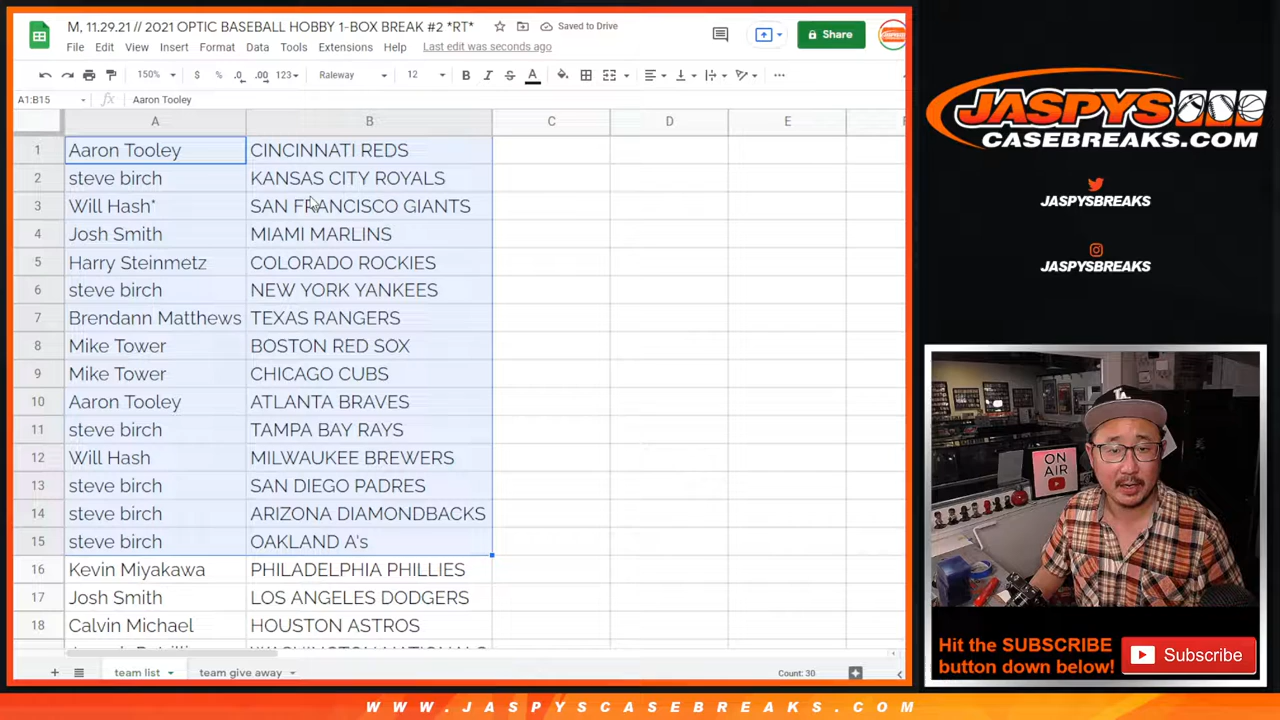 M, 11.29.21 // 2021 OPTIC BASEBALL HOBBY 1-BOX BREAK #2 *RT*
Saved to Drive
File Edit View Insert Format Data Tools Extensions Help Last edit was seconds ago
Share
150% $ % .0 .00 123 Raleway 12 B I S A
A1:B15 fx Aaron Tooley
A B C D E
1 Aaron Tooley CINCINNATI REDS
2 steve birch KANSAS CITY ROYALS
3 Will Hash* SAN FRANCISCO GIANTS
4 Josh Smith MIAMI MARLINS
5 Harry Steinmetz COLORADO ROCKIES
6 steve birch NEW YORK YANKEES
7 Brendann Matthews TEXAS RANGERS
8 Mike Tower BOSTON RED SOX
9 Mike Tower CHICAGO CUBS
10 Aaron Tooley ATLANTA BRAVES
11 steve birch TAMPA BAY RAYS
12 Will Hash MILWAUKEE BREWERS
13 steve birch SAN DIEGO PADRES
14 steve birch ARIZONA DIAMONDBACKS
15 steve birch OAKLAND A's
16 Kevin Miyakawa PHILADELPHIA PHILLIES
17 Josh Smith LOS ANGELES DODGERS
18 Calvin Michael HOUSTON ASTROS
team list team give away Count: 30
JASPYS
CASEBREAKS.COM
JASPYSBREAKS
JASPYSBREAKS
LA
ON
AIR
Hit the SUBSCRIBE
button down below!
Subscribe
WWW.JASPYSCASEBREAKS.COM